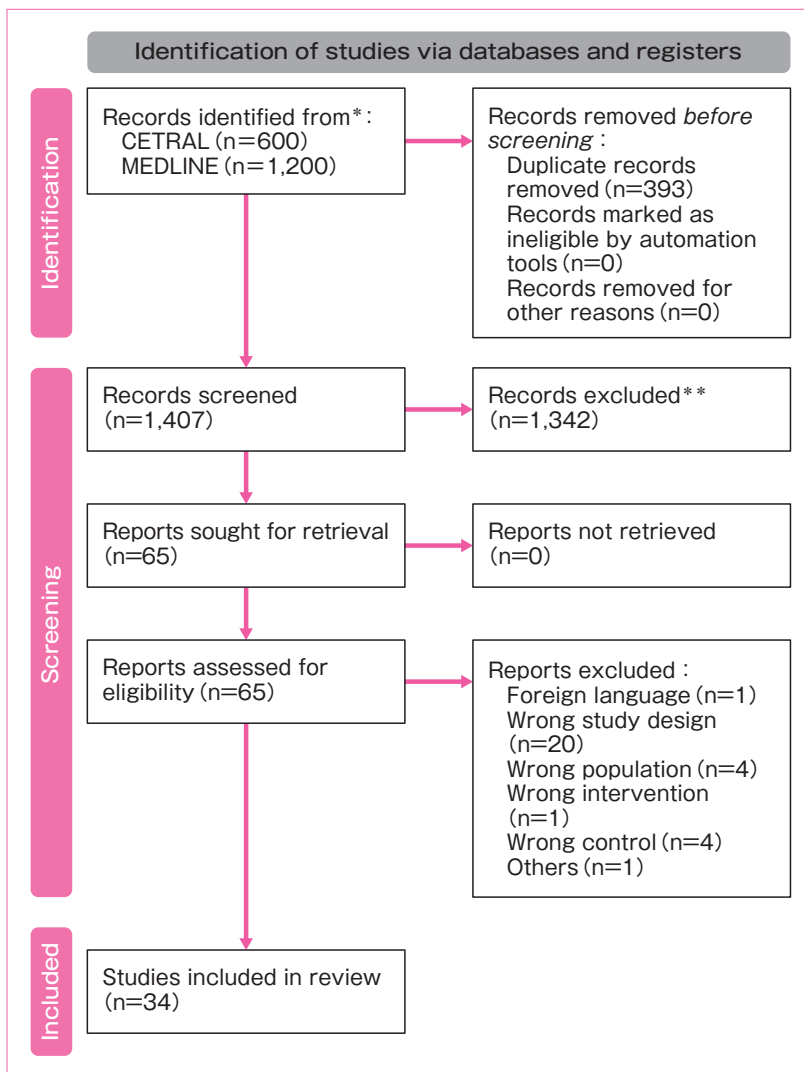 Identification of studies via databases and registers
Identification
Records identified from*:
CETRAL (n=600)
MEDLINE (n=1,200)
Records removed before
screening :
Duplicate records
removed (n=393)
Records marked as
ineligible by automation
tools (n=0)
Records removed for
other reasons (n=0)
Screening
Records screened
(n=1,407)
Records excluded**
(n=1,342)
Reports sought for retrieval
(n=65)
Reports not retrieved
(n=0)
Reports assessed for
eligibility (n=65)
Reports excluded :
Foreign language (n=1)
Wrong study design
(n=20)
Wrong population (n=4)
Wrong intervention
(n=1)
Wrong control (n=4)
Others (n=1)
Included
Studies included in review
(n=34)